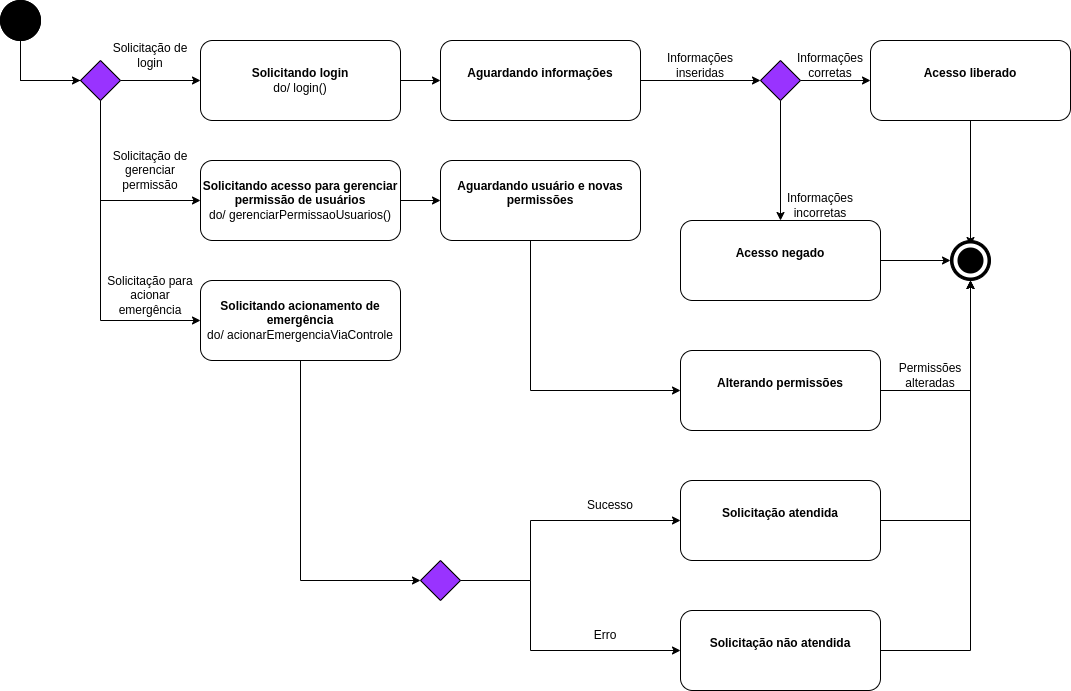 Solicitação de
login
Solicitando login
do/ login()
Aguardando informações
Informações
inseridas
Informações
corretas
Acesso liberado
Solicitação de
gerenciar
permissão
Solicitando acesso para gerenciar
permissão de usuários
do/ gerenciarPermissaoUsuarios()
Aguardando usuário e novas
permissões
Informações
incorretas
Acesso negado
Solicitação para
acionar
emergência
Solicitando acionamento de
emergência
do/ acionarEmergenciaViaControle
Alterando permissões
Permissões
alteradas
Sucesso
Solicitação atendida
Erro
Solicitação não atendida